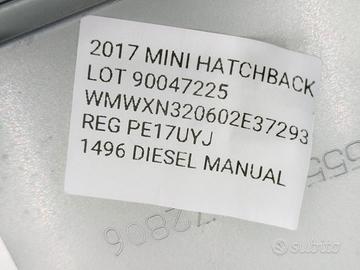 2017 MINI HATCHBACK
LOT 90047225
WMWXN320602E37293
REG PE17UYJ
1496 DIESEL MANUAL
subito